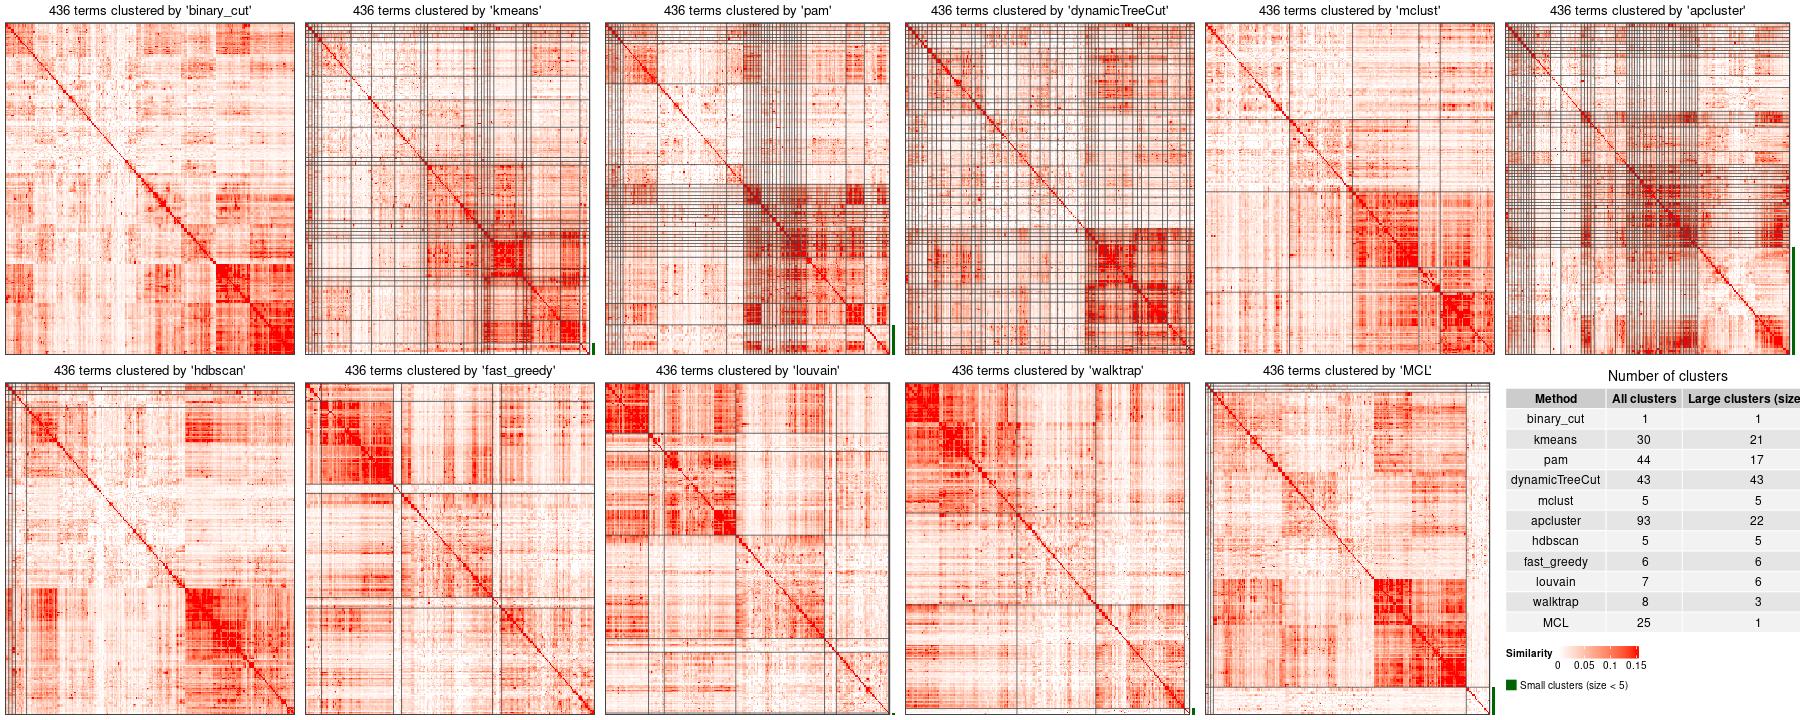 436 terms clustered by 'binary_cut'
436 terms clustered by 'kmeans'
436 terms clustered by 'pam'
436 terms clustered by 'dynamicTreeCut'
436 terms clustered by 'mclust'
436 terms clustered by 'apcluster'
436 terms clustered by 'hdbscan'
436 terms clustered by 'fast_greedy'
436 terms clustered by 'louvain'
436 terms clustered by 'walktrap'
436 terms clustered by 'MCL'
Number of clusters
Method All clusters Large clusters (size
binary_cut 1 1
kmeans 30 21
pam 44 17
dynamicTreeCut 43 43
mclust 5 5
apcluster 93 22
hdbscan 5 5
fast_greedy 6 6
louvain 7 6
walktrap 8 3
MCL 25 1
Similarity
0 0.05 0.1 0.15
Small clusters (size < 5)